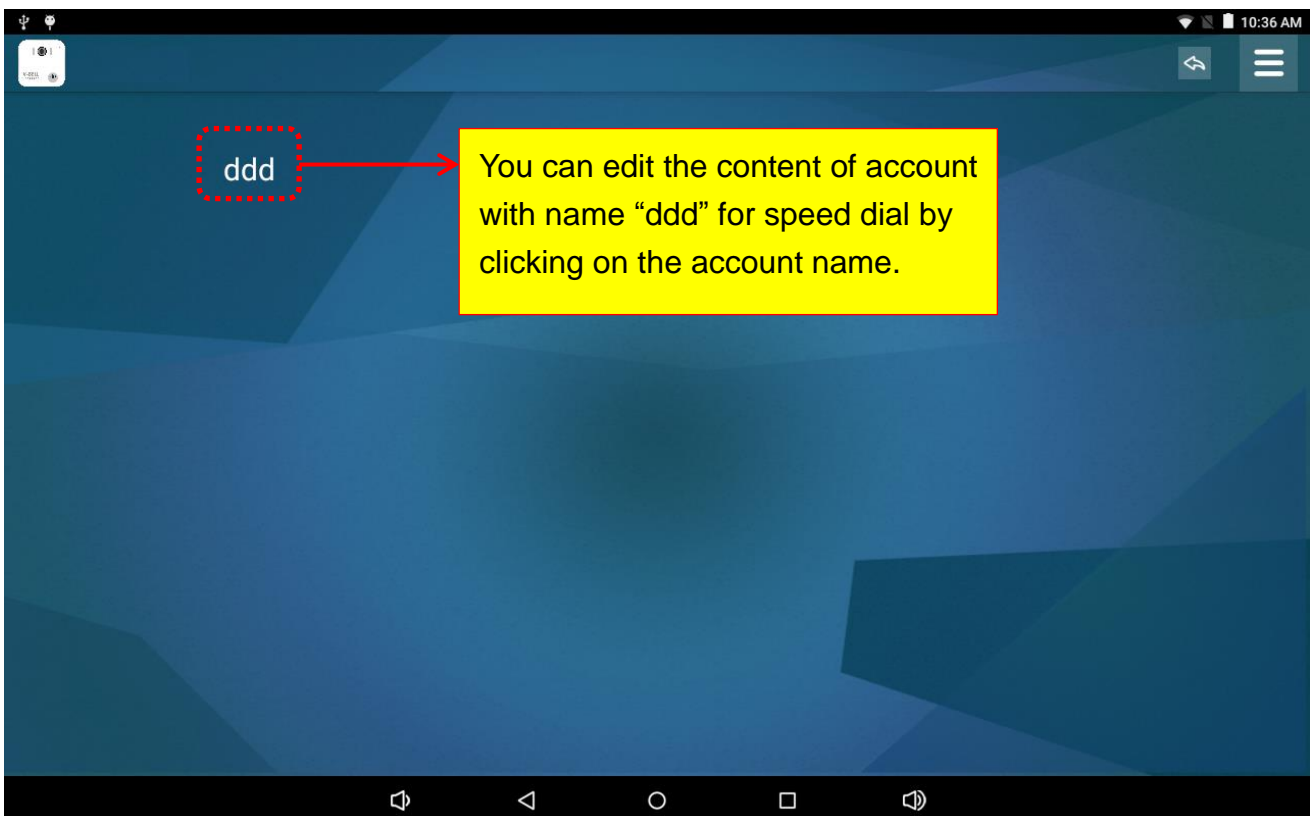 10:36 AM
ddd
You can edit the content of account
with name “ddd” for speed dial by
clicking on the account name.